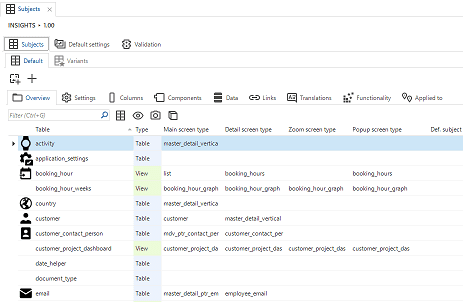 Subjects
INSIGHTS • 1.00
Subjects Default settings Validation
Default Variants
Overview Settings Columns Components Data Links Translations Functionality Applied to
Filter (Ctrl+G)
Table Type Main screen type Detail screen type Zoom screen type Popup screen type Def. subject
activity Table master_detail_vertica
application_settings Table
booking_hour View list booking_hours booking_hours
booking_hour_weeks View booking_hour_graph booking_hour_graph booking_hour_graph booking_hour_graph
country Table master_detail_vertica
customer Table customer master_detail_vertical
customer_contact_person Table mdv_ptr_contact_per customer_contact_per
customer_project_dashboard View customer_project_da customer_project_das customer_project_das customer_project_das
date_helper Table
document_type Table
email Table master_detail_ptr_em employee_email